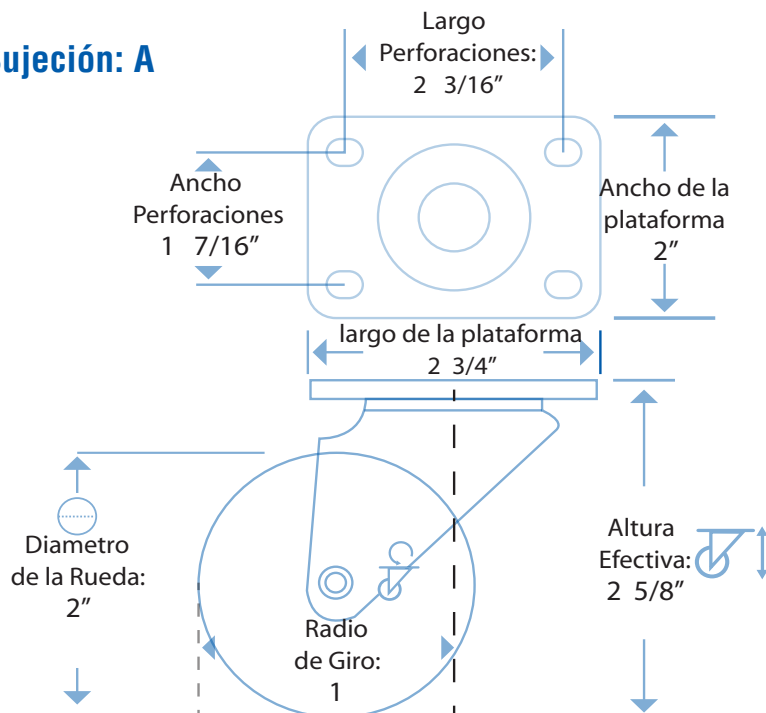 ujeción: A
Largo
Perforaciones:
2 3/16”
Ancho
Perforaciones
1 7/16”
Ancho de la
plataforma
2”
largo de la plataforma
2 3/4”
Diametro
de la Rueda:
2”
Altura
Efectiva:
2 5/8”
Radio
de Giro:
1